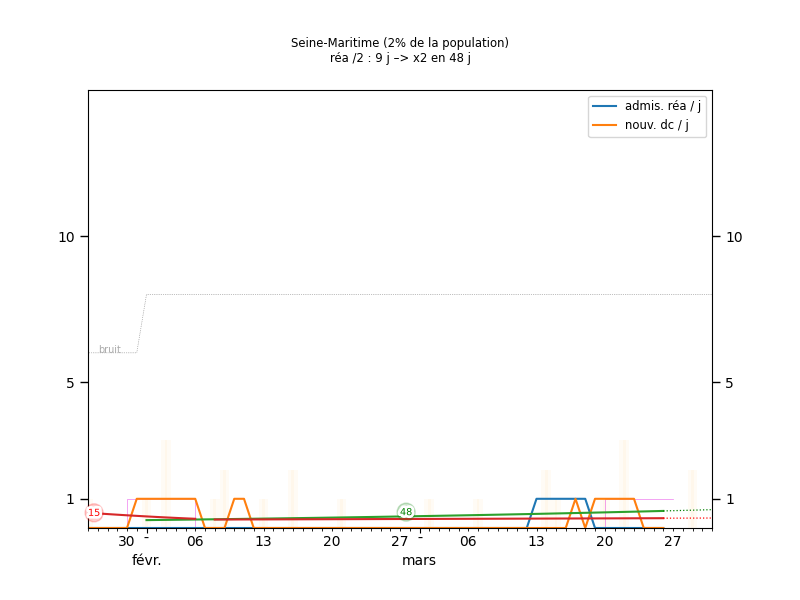 Seine-Maritime (2% de la population)
réa /2 : 9 j –> x2 en 48 j
admis. réa / j
nouv. dc / j
10 10
bruit
5 5
1 1
15 48
30 - 06 13 20 27 - 06 13 20 27
févr. mars